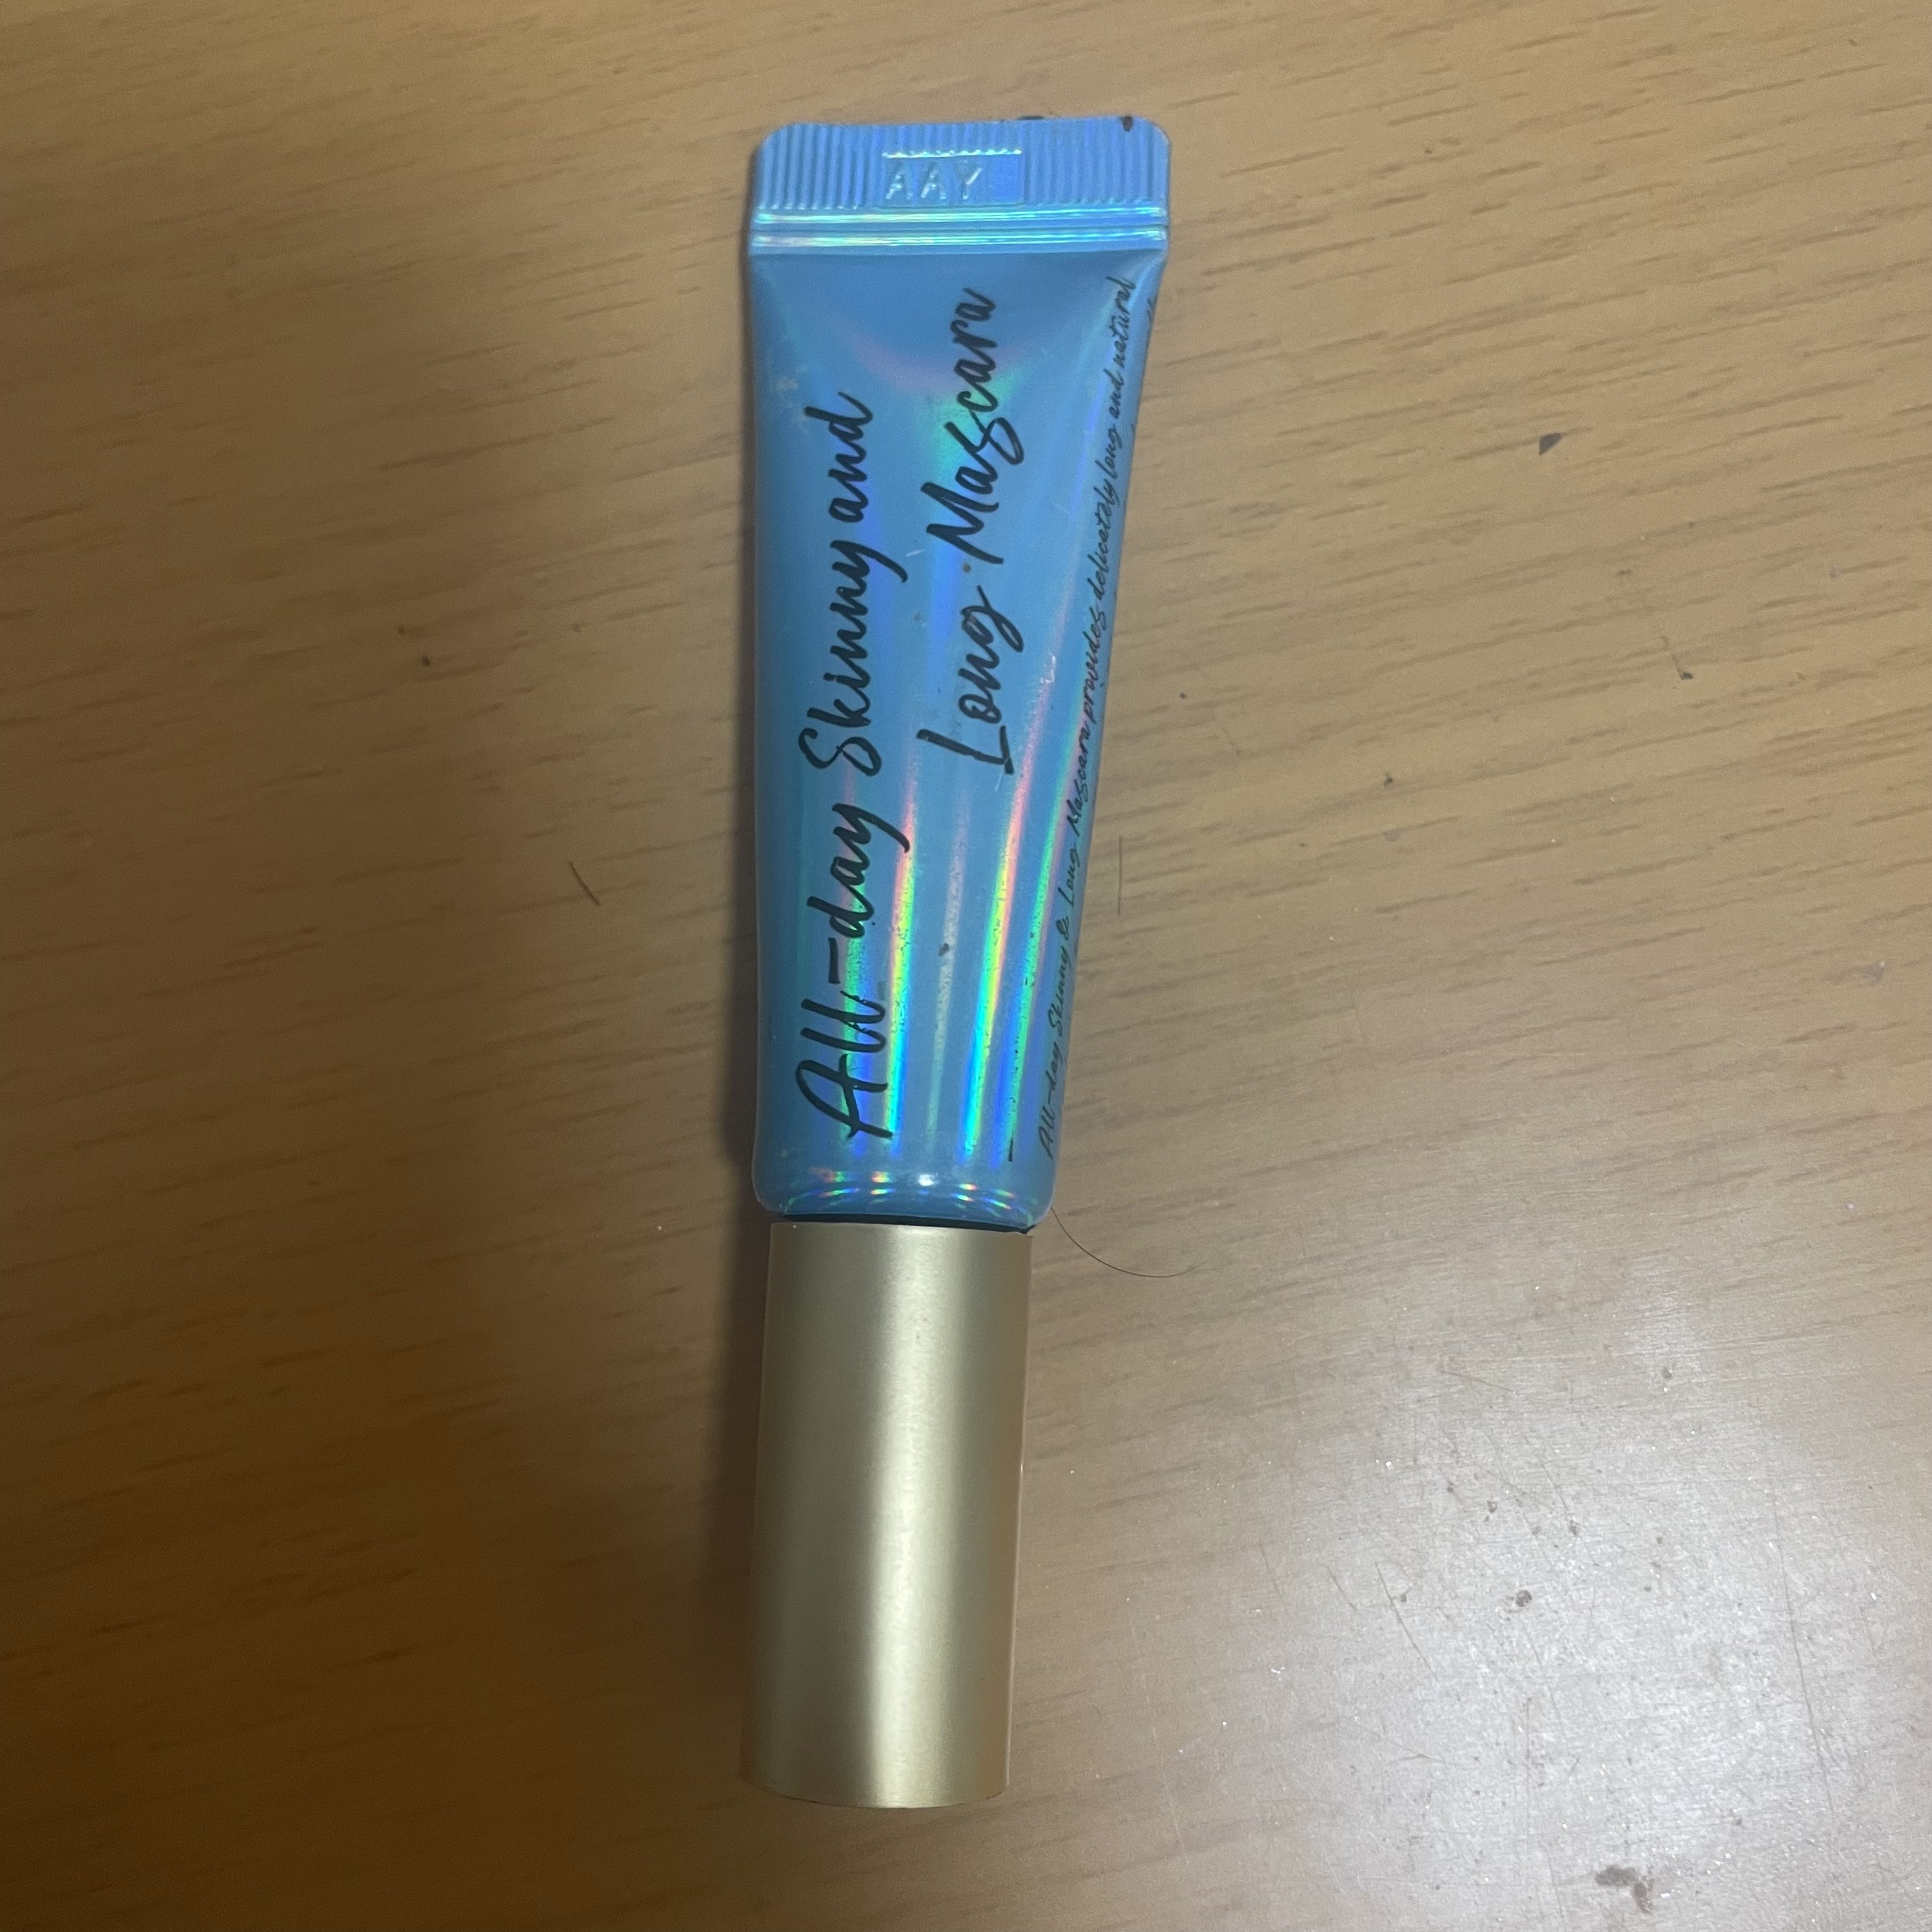 AAY
All-day Skinny and
Long Mascara
All-day Skinny & Long Mascara provides delicately long and natural